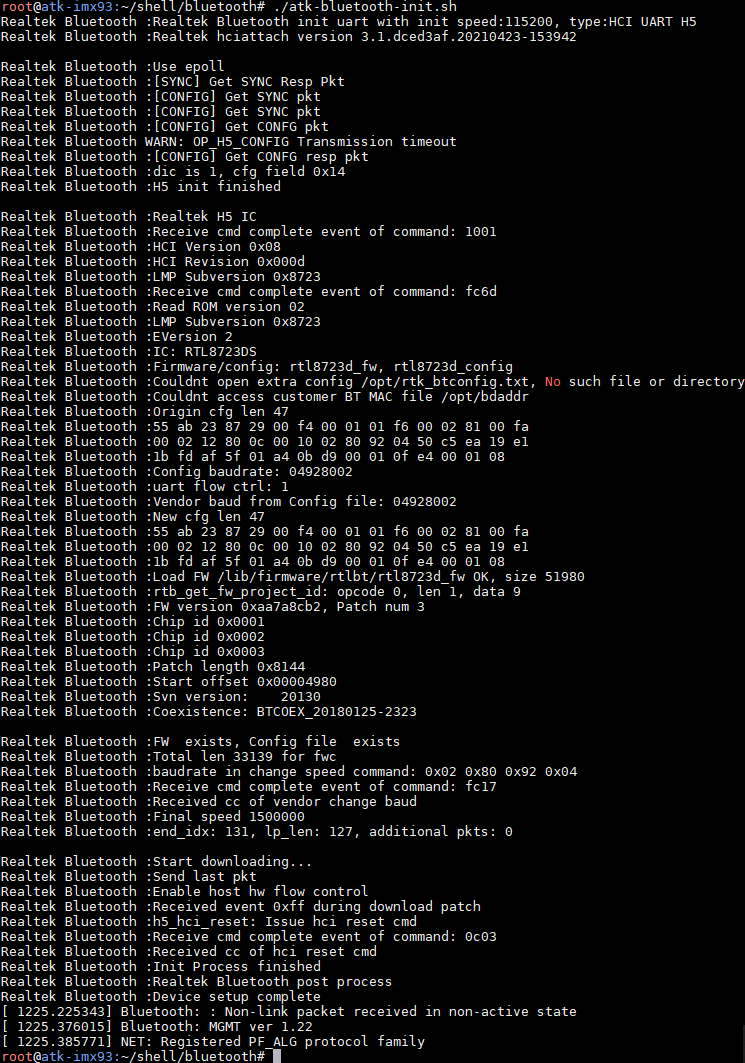 root@atk-imx93:~/shell/bluetooth# ./atk-bluetooth-init.sh
Realtek Bluetooth :Realtek Bluetooth init uart with init speed:115200, type:HCI UART H5
Realtek Bluetooth :Realtek hciattach version 3.1.dced3af.20210423-153942
Realtek Bluetooth :Use epoll
Realtek Bluetooth :[SYNC] Get SYNC Resp Pkt
Realtek Bluetooth :[CONFIG] Get SYNC pkt
Realtek Bluetooth :[CONFIG] Get SYNC pkt
Realtek Bluetooth :[CONFIG] Get CONFG pkt
Realtek Bluetooth WARN: OP_H5_CONFIG Transmission timeout
Realtek Bluetooth :[CONFIG] Get CONFG resp pkt
Realtek Bluetooth :dic is 1, cfg field 0x14
Realtek Bluetooth :H5 init finished
Realtek Bluetooth :Realtek H5 IC
Realtek Bluetooth :Receive cmd complete event of command: 1001
Realtek Bluetooth :HCI Version 0x08
Realtek Bluetooth :HCI Revision 0x000d
Realtek Bluetooth :LMP Subversion 0x8723
Realtek Bluetooth :Receive cmd complete event of command: fc6d
Realtek Bluetooth :Read ROM version 02
Realtek Bluetooth :LMP Subversion 0x8723
Realtek Bluetooth :EVersion 2
Realtek Bluetooth :IC: RTL8723DS
Realtek Bluetooth :Firmware/config: rtl8723d_fw, rtl8723d_config
Realtek Bluetooth :Couldnt open extra config /opt/rtk_btconfig.txt, No such file or directory
Realtek Bluetooth :Couldnt access customer BT MAC file /opt/bdaddr
Realtek Bluetooth :Origin cfg len 47
Realtek Bluetooth :55 ab 23 87 29 00 f4 00 01 01 f6 00 02 81 00 fa
Realtek Bluetooth :00 02 12 80 0c 00 10 02 80 92 04 50 c5 ea 19 e1
Realtek Bluetooth :1b fd af 5f 01 a4 0b d9 00 01 0f e4 00 01 08
Realtek Bluetooth :Config baudrate: 04928002
Realtek Bluetooth :uart flow ctrl: 1
Realtek Bluetooth :Vendor baud from Config file: 04928002
Realtek Bluetooth :New cfg len 47
Realtek Bluetooth :55 ab 23 87 29 00 f4 00 01 01 f6 00 02 81 00 fa
Realtek Bluetooth :00 02 12 80 0c 00 10 02 80 92 04 50 c5 ea 19 e1
Realtek Bluetooth :1b fd af 5f 01 a4 0b d9 00 01 0f e4 00 01 08
Realtek Bluetooth :Load FW /lib/firmware/rtlbt/rtl8723d_fw OK, size 51980
Realtek Bluetooth :rtb_get_fw_project_id: opcode 0, len 1, data 9
Realtek Bluetooth :FW version 0xaa7a8cb2, Patch num 3
Realtek Bluetooth :Chip id 0x0001
Realtek Bluetooth :Chip id 0x0002
Realtek Bluetooth :Chip id 0x0003
Realtek Bluetooth :Patch length 0x8144
Realtek Bluetooth :Start offset 0x00004980
Realtek Bluetooth :Svn version:    20130
Realtek Bluetooth :Coexistence: BTCOEX_20180125-2323
Realtek Bluetooth :FW  exists, Config file  exists
Realtek Bluetooth :Total len 33139 for fwc
Realtek Bluetooth :baudrate in change speed command: 0x02 0x80 0x92 0x04
Realtek Bluetooth :Receive cmd complete event of command: fc17
Realtek Bluetooth :Received cc of vendor change baud
Realtek Bluetooth :Final speed 1500000
Realtek Bluetooth :end_idx: 131, lp_len: 127, additional pkts: 0
Realtek Bluetooth :Start downloading...
Realtek Bluetooth :Send last pkt
Realtek Bluetooth :Enable host hw flow control
Realtek Bluetooth :Received event 0xff during download patch
Realtek Bluetooth :h5_hci_reset: Issue hci reset cmd
Realtek Bluetooth :Receive cmd complete event of command: 0c03
Realtek Bluetooth :Received cc of hci reset cmd
Realtek Bluetooth :Init Process finished
Realtek Bluetooth :Realtek Bluetooth post process
Realtek Bluetooth :Device setup complete
[ 1225.225343] Bluetooth: : Non-link packet received in non-active state
[ 1225.376015] Bluetooth: MGMT ver 1.22
[ 1225.385771] NET: Registered PF_ALG protocol family
root@atk-imx93:~/shell/bluetooth#